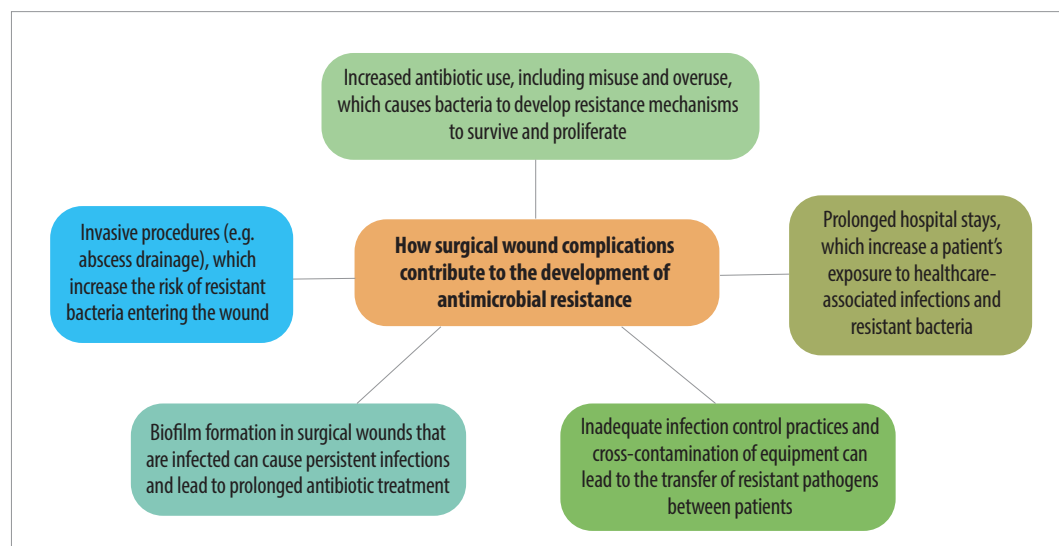 Increased antibiotic use, including misuse and overuse,
which causes bacteria to develop resistance mechanisms
to survive and proliferate
Invasive procedures (e.g.
abscess drainage), which
increase the risk of resistant
bacteria entering the wound
How surgical wound complications
contribute to the development of
antimicrobial resistance
Prolonged hospital stays,
which increase a patient’s
exposure to healthcare-
associated infections and
resistant bacteria
Biofilm formation in surgical wounds that
are infected can cause persistent infections
and lead to prolonged antibiotic treatment
Inadequate infection control practices and
cross-contamination of equipment can
lead to the transfer of resistant pathogens
between patients